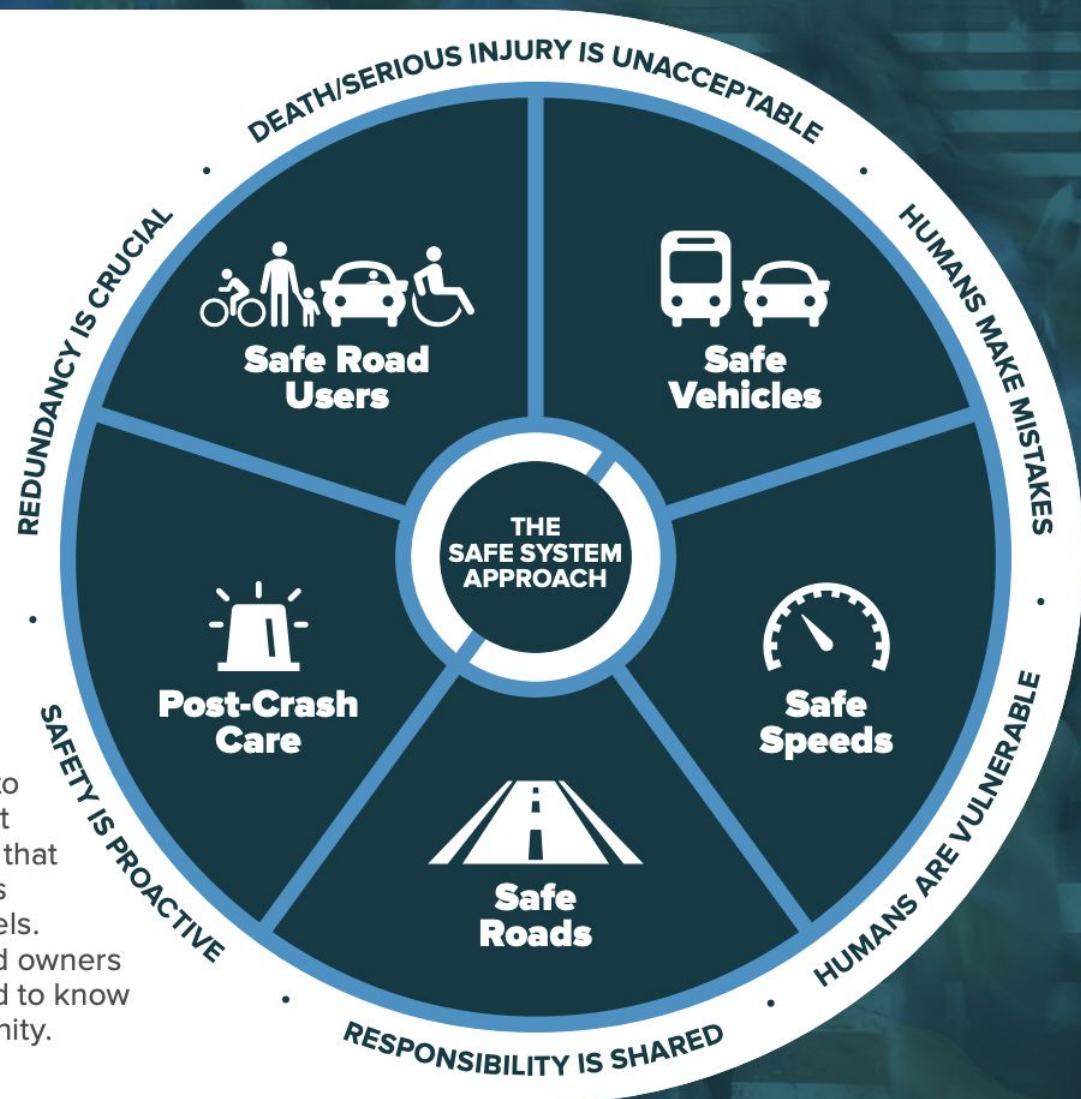 DEATH/SERIOUS INJURY IS UNACCEPTABLE
HUMANS MAKE MISTAKES
HUMANS ARE VULNERABLE
RESPONSIBILITY IS SHARED
SAFETY IS PROACTIVE
REDUNDANCY IS CRUCIAL
Safe Road
Users
Safe
Vehicles
Safe
Speeds
Safe
Roads
Post-Crash
Care
THE
SAFE SYSTEM
APPROACH
to
that
owners
to know